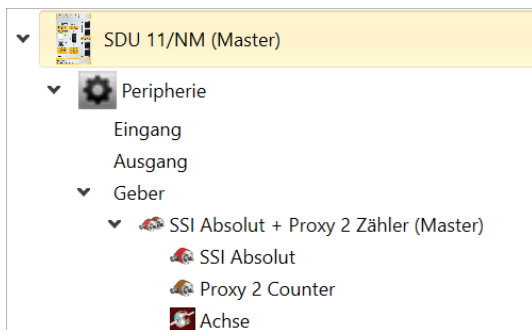 SDU 11/NM (Master)
Peripherie
Eingang
Ausgang
Geber
SSI Absolut + Proxy 2 Zähler (Master)
SSI Absolut
Proxy 2 Counter
Achse